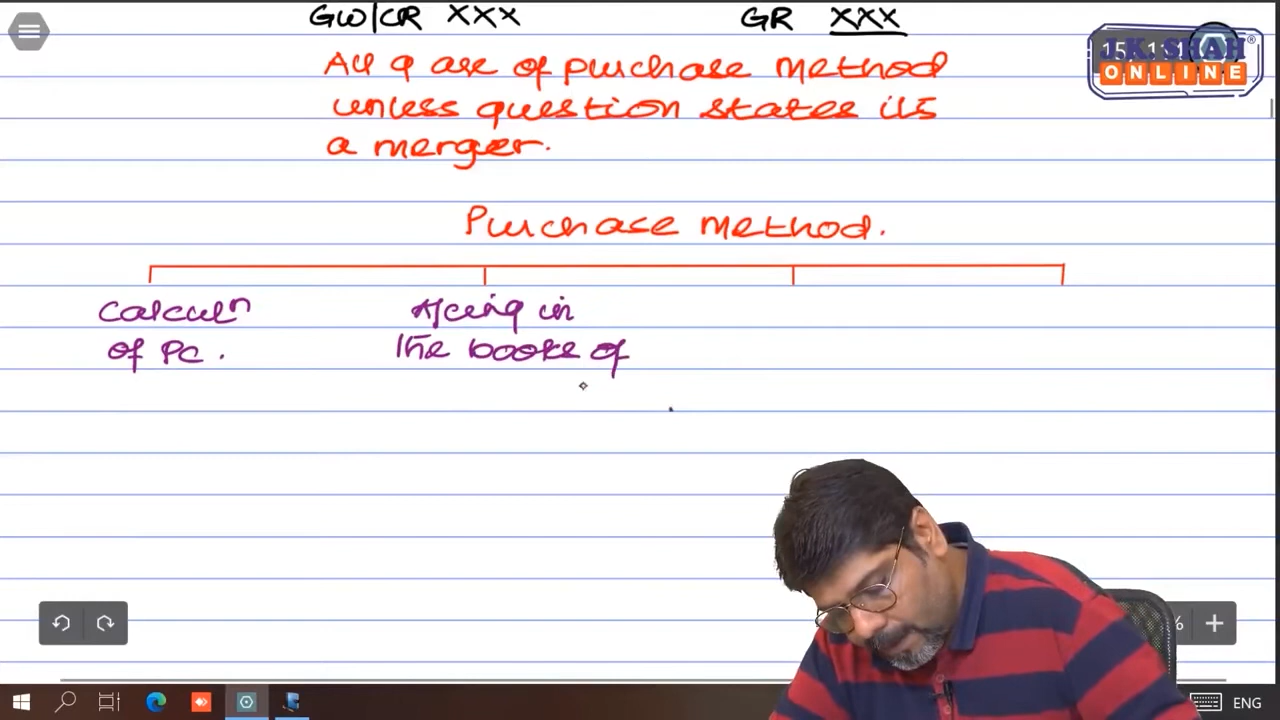 GW/CR XXX GR XXX
All q are of purchase method
unless question states its
a merger.
Purchase method.
Calculn
of PC.
A/cing in
the books of
J.K. SHAH®
ONLINE
ENG